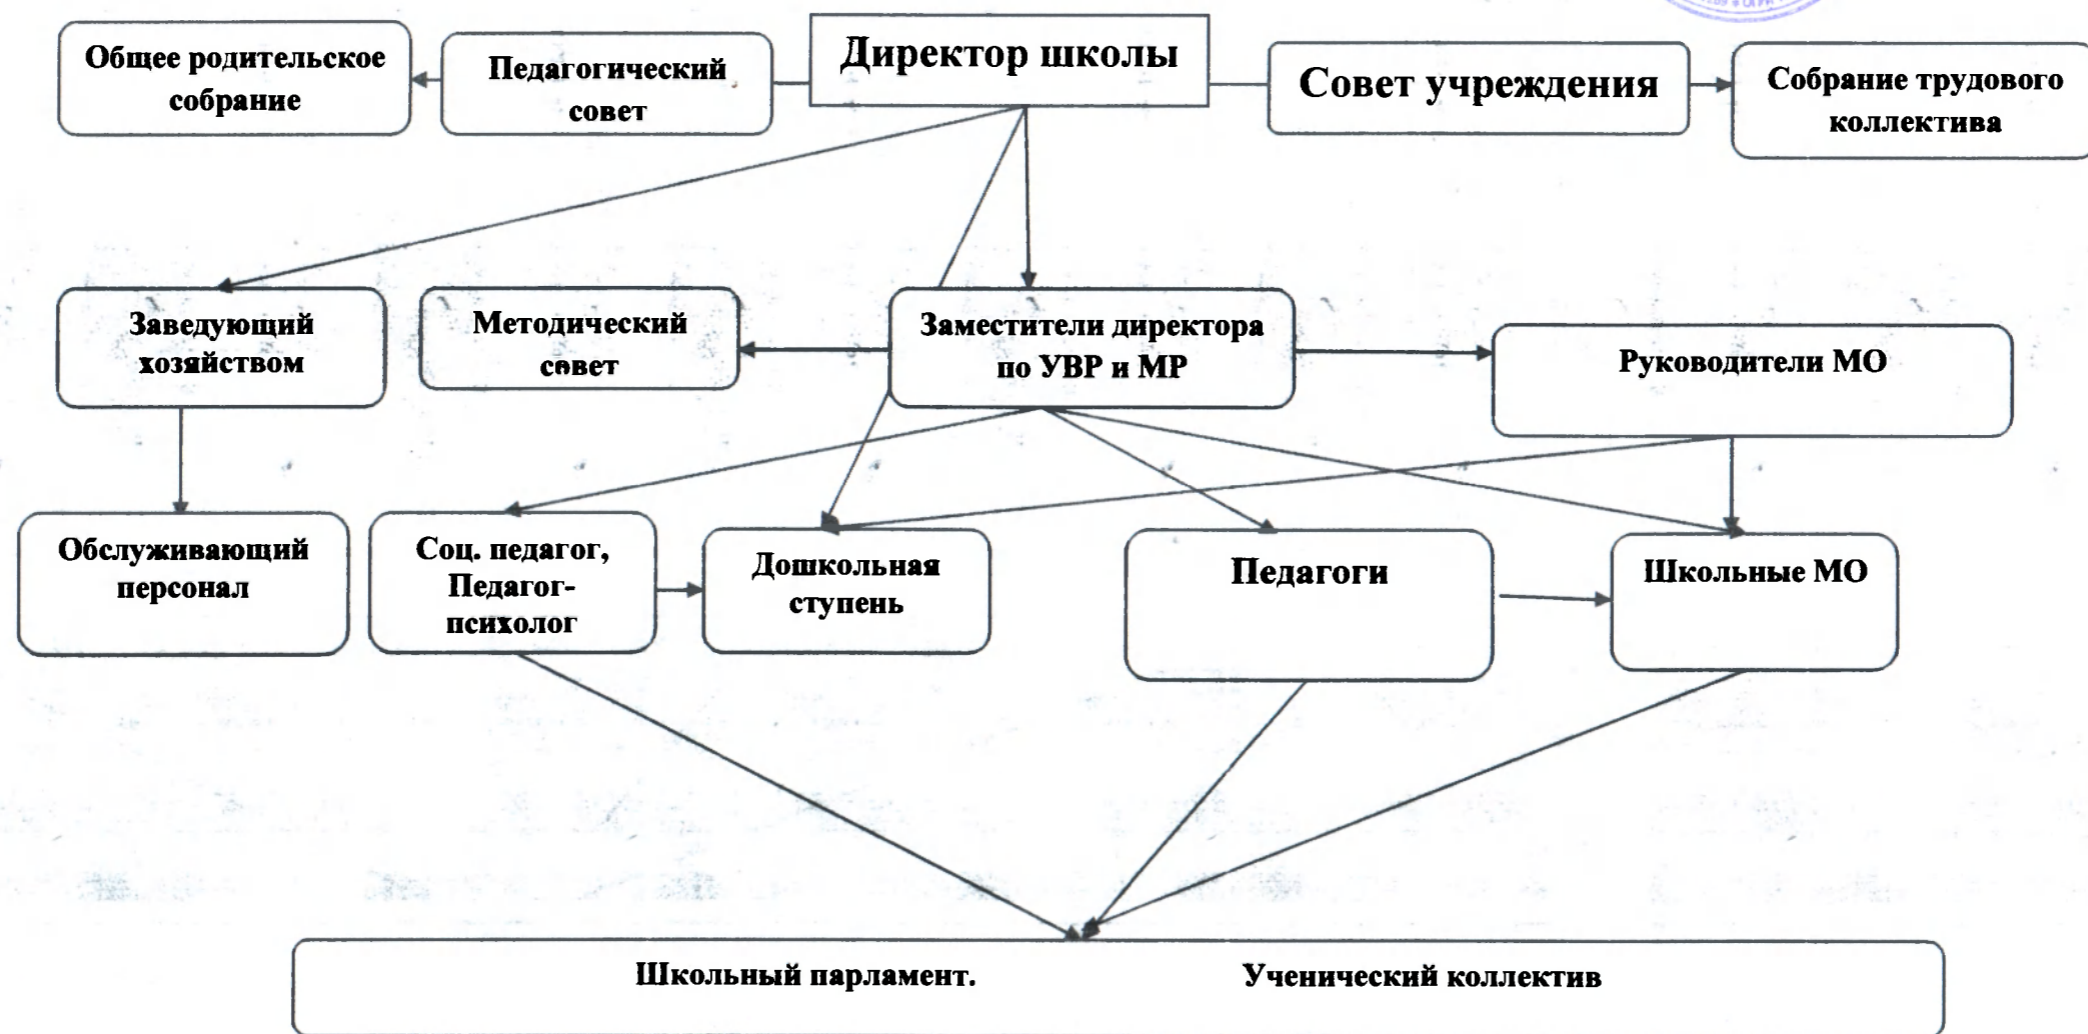 Директор школы
Общее родительское
собрание
Педагогический
совет
Совет учреждения
Собрание трудового
коллектива
Заведующий
хозяйством
Методический
совет
Заместители директора
по УВР и МР
Руководители МО
Обслуживающий
персонал
Соц. педагог,
Педагог-
психолог
Дошкольная
ступень
Педагоги
Школьные МО
Школьный парламент. Ученический коллектив